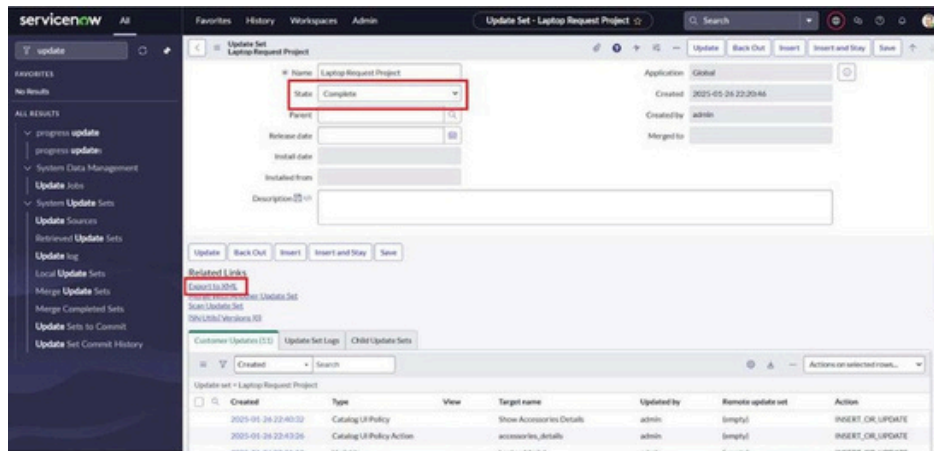 servicenow All Favorites History Workspaces Admin Update Set - Laptop Request Project ☆ Search
update
FAVORITES
No Results
ALL RESULTS
progress update
progress updates
System Data Management
Update Jobs
System Update Sets
Update Sources
Retrieved Update Sets
Update log
Local Update Sets
Merge Update Sets
Merge Completed Sets
Update Sets to Commit
Update Set Commit History
Update Set
Laptop Request Project
Update Back Out Insert Insert and Stay Save
Name Laptop Request Project
State Complete
Parent
Release date
Install date
Installed from
Description
Application Global
Created 2025-05-26 22:20:46
Created by admin
Merged to
Update Back Out Insert Insert and Stay Save
Related Links
Export to XML
Merge With Another Update Set
Scan Update Set
Customer Updates (11) Update Set Logs Child Update Sets
Created Search Actions on selected rows...
Update set = Laptop Request Project
Created Type View Target name Updated by Remote update set Action
2025-05-26 22:40:32 Catalog UI Policy Show Accessories Details admin (empty) INSERT_OR_UPDATE
2025-05-26 22:43:26 Catalog UI Policy Action accessories_details admin (empty) INSERT_OR_UPDATE